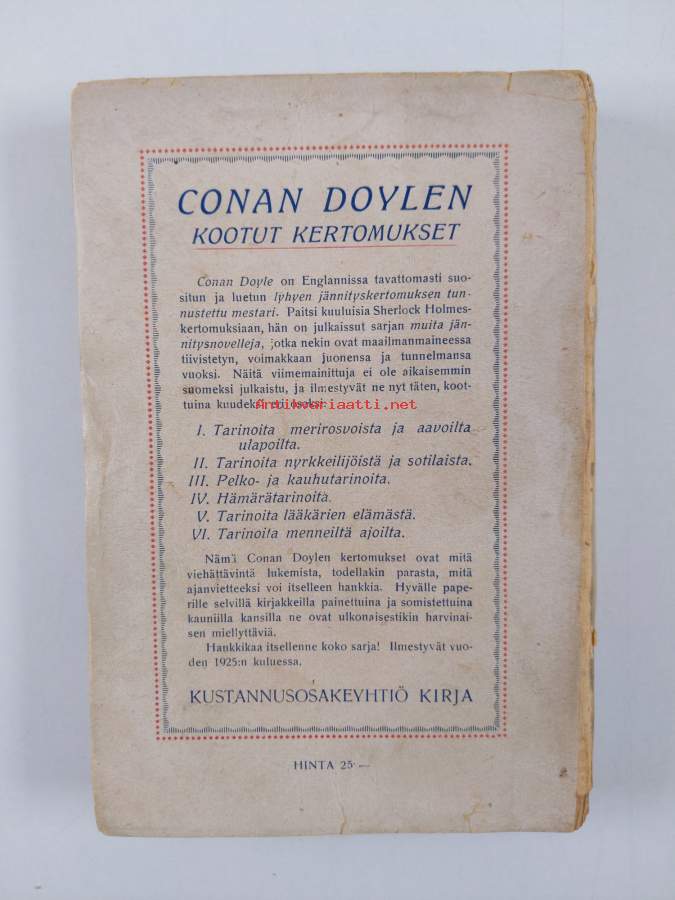 CONAN DOYLEN
KOOTUT KERTOMUKSET
Conan Doyle on Englannissa tavattomasti suo-
situn ja luetun lyhyen jännityskertomuksen tun-
nustettu mestari. Paitsi kuuluisia Sherlock Holmes-
kertomuksiaan, hän on julkaissut sarjan muita jän-
nitysnovelleja, jotka nekin ovat maailmanmaineessa
tiivistetyn, voimakkaan juonensa ja tunnelmansa
vuoksi. Näitä viimemainittuja ei ole aikaisemmin
suomeksi julkaistu, ja ilmestyvät ne nyt täten, koot-
tuina kuudeksi eri osaksi:
Antikvariaatti.net
I. Tarinoita merirosvoista ja aavoilta
ulapoilta.
II. Tarinoita nyrkkeilijöistä ja sotilaista.
III. Pelko- ja kauhutarinoita.
IV. Hämärätarinoita.
V. Tarinoita lääkärien elämästä.
VI. Tarinoita menneiltä ajoilta.
Nämä Conan Doylen kertomukset ovat mitä
viehättävintä lukemista, todellakin parasta, mitä
ajanvietteeksi voi itselleen hankkia. Hyvälle pape-
rille selvillä kirjakkeilla painettuina ja somistettuina
kauniilla kansilla ne ovat ulkonaisestikin harvinai-
sen miellyttäviä.
Hankkikaa itsellenne koko sarja! Ilmestyvät vuo-
den 1925:n kuluessa.
KUSTANNUSOSAKEYHTIÖ KIRJA
HINTA 25 —